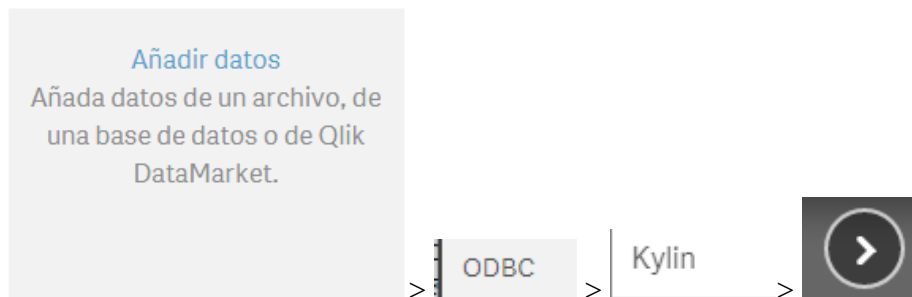 Añadir datos
Añada datos de un archivo, de
una base de datos o de Qlik
DataMarket.
> ODBC > Kylin >